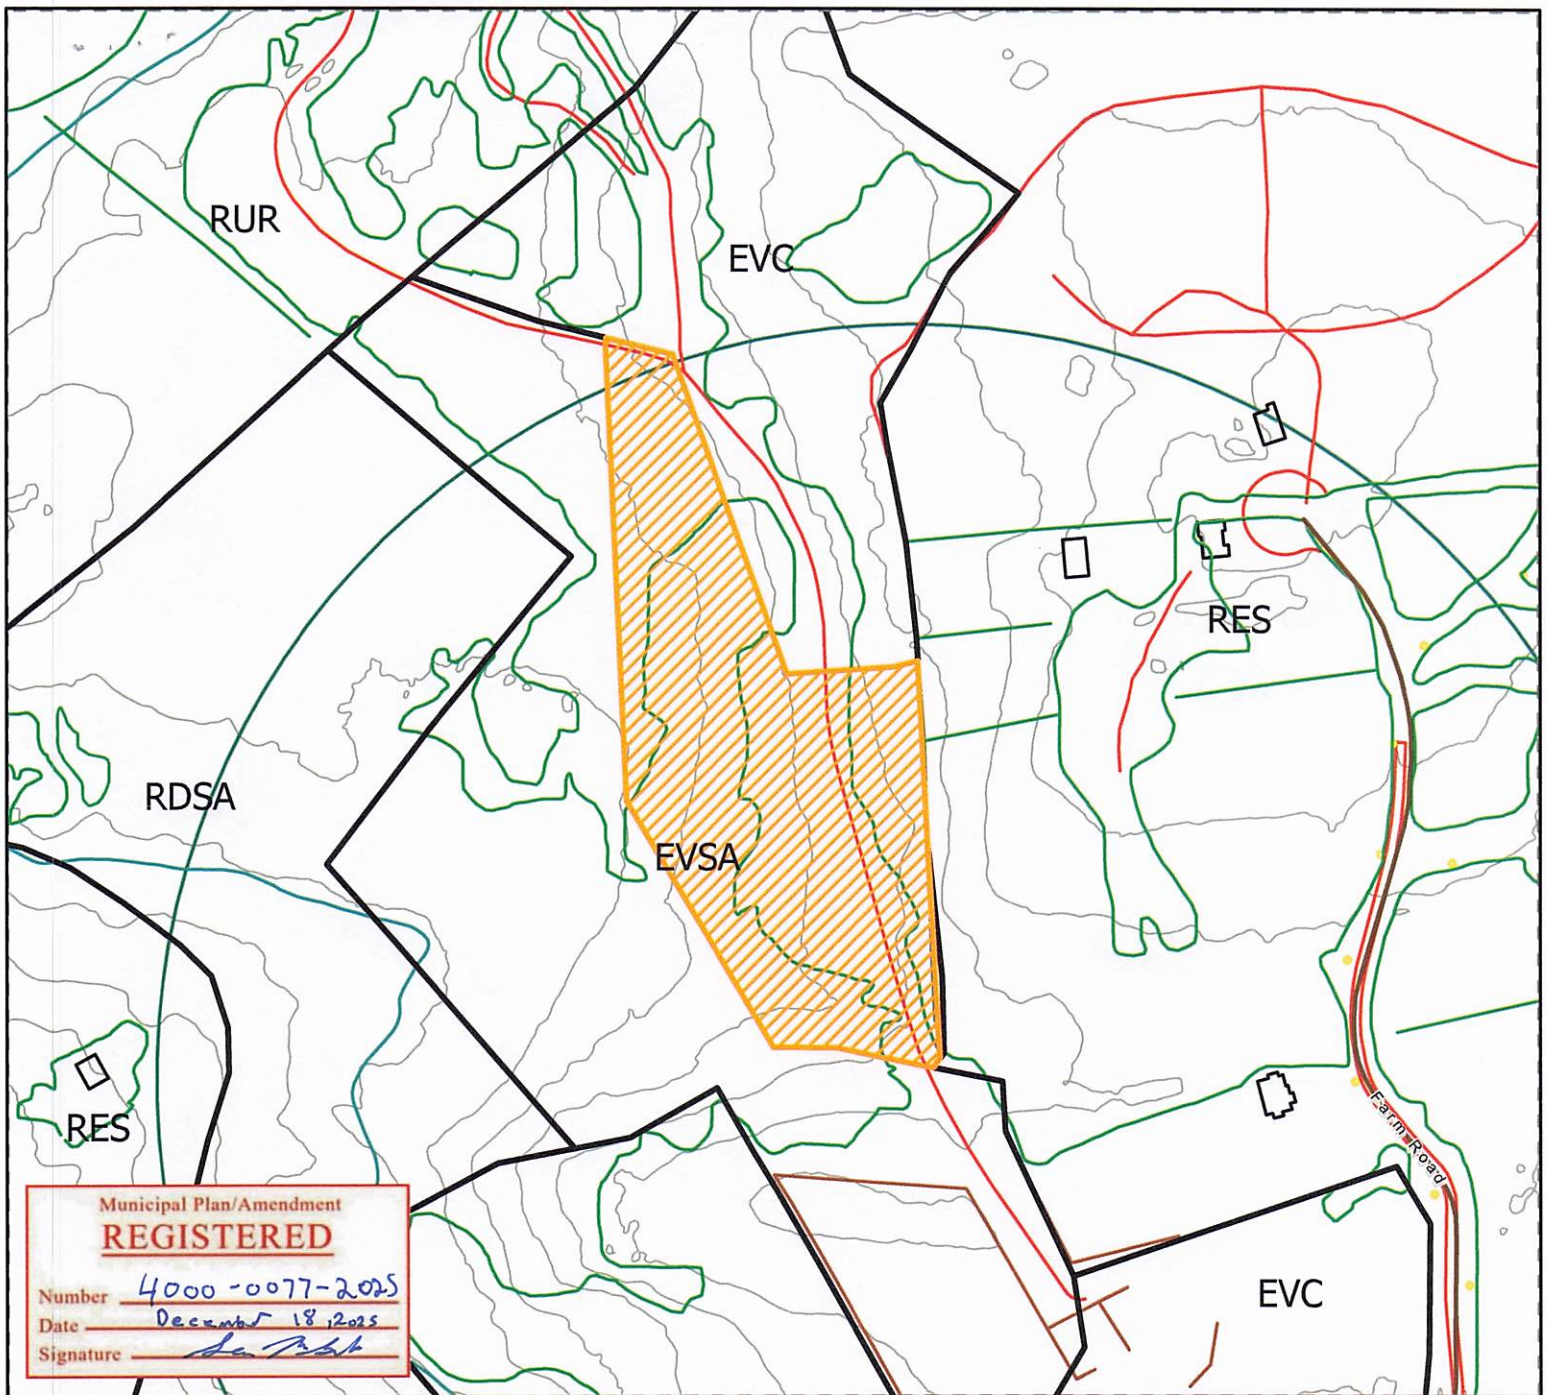 RUR
EVC
RES
RDSA
EVSA
RES
Farm Road
EVC
Municipal Plan/Amendment
REGISTERED
Number 4000-0077-2025
Date December 18, 2025
Signature